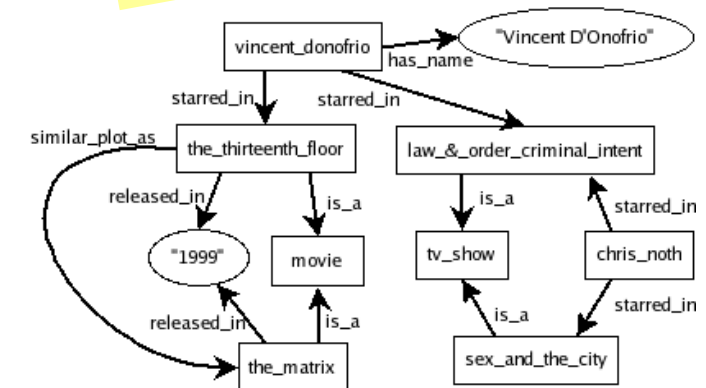 vincent_donofrio
"Vincent D'Onofrio"
has_name
starred_in
starred_in
similar_plot_as
the_thirteenth_floor
law_&_order_criminal_intent
released_in
is_a
is_a
starred_in
"1999"
movie
tv_show
chris_noth
released_in
is_a
is_a
starred_in
the_matrix
sex_and_the_city